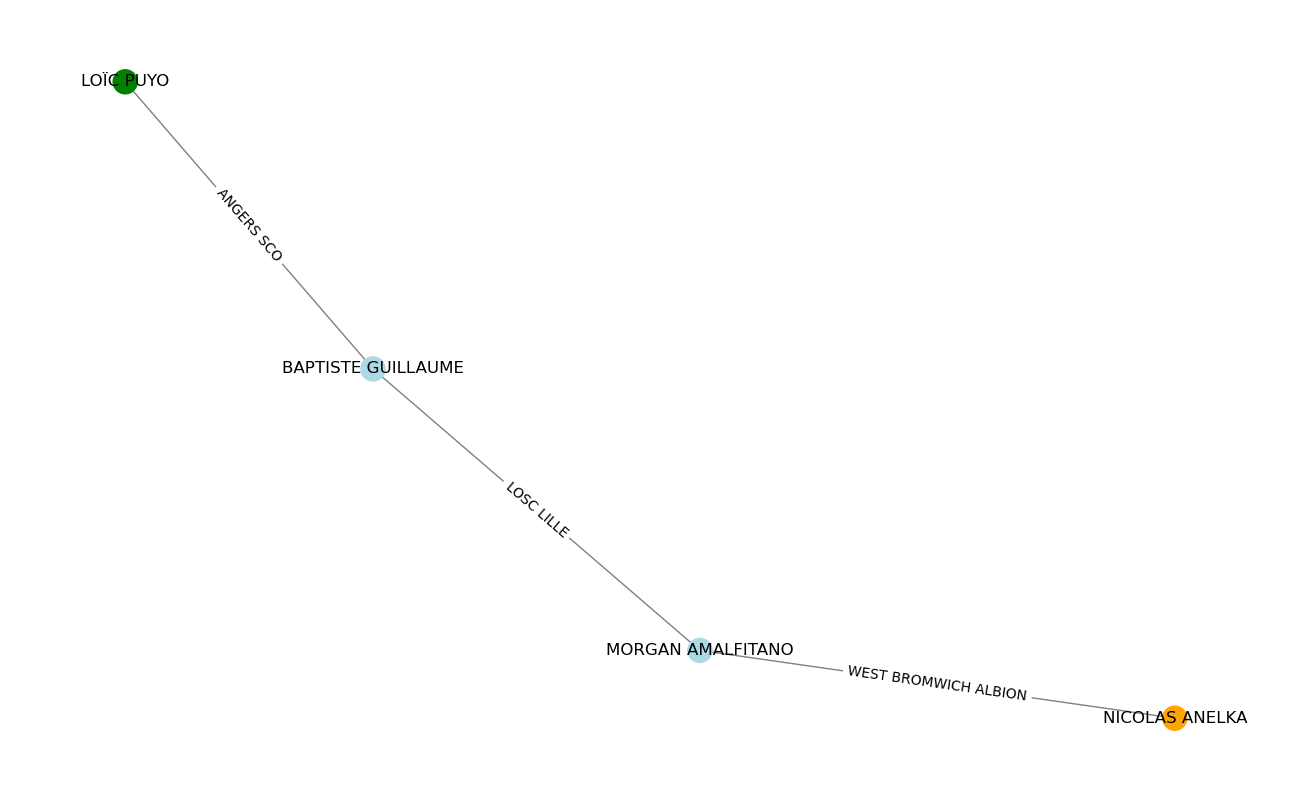 LOÏC PUYO
ANGERS SCO
BAPTISTE GUILLAUME
LOSC LILLE
MORGAN AMALFITANO
WEST BROMWICH ALBION
NICOLAS ANELKA